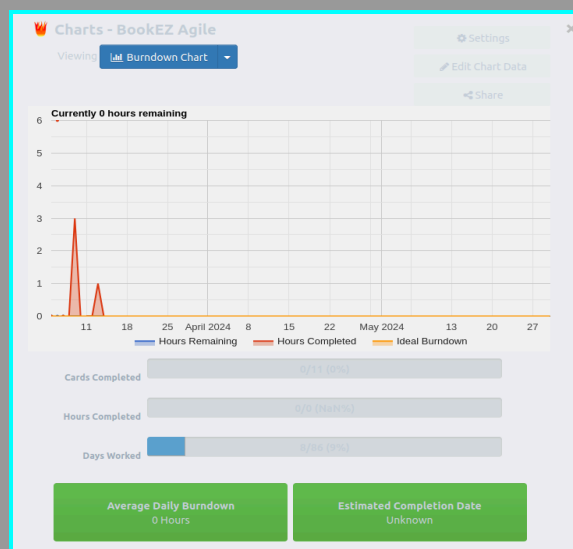 Charts - BookEZ Agile
Settings
Viewing Burndown Chart
Edit Chart Data
Share
Currently 0 hours remaining
6
5
4
3
2
1
0
11 18 25 April 2024 8 15 22 May 2024 13 20 27
Hours Remaining Hours Completed Ideal Burndown
Cards Completed 0/11 (0%)
Hours Completed 0/0 (NaN%)
Days Worked
Average Daily Burndown Estimated Completion Date
0 Hours Unknown